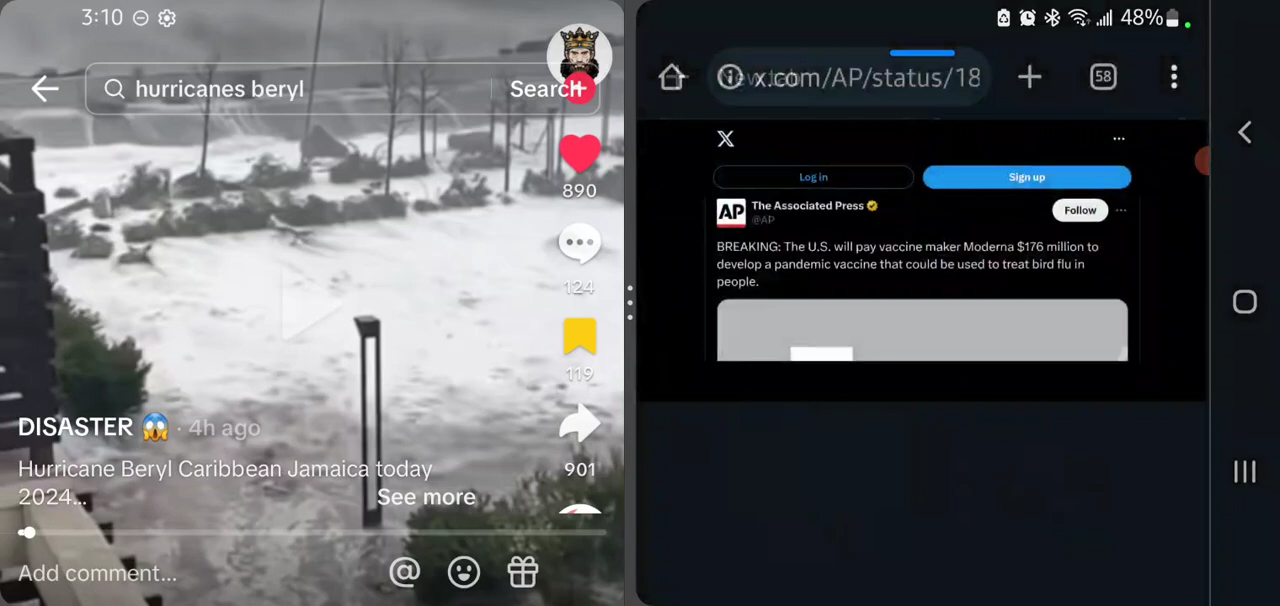 3:10
48%
hurricanes beryl
Search
890
124
119
DISASTER 😱 · 4h ago
901
Hurricane Beryl Caribbean Jamaica today
2024...
See more
Add comment...
x.com/AP/status/18
58
Log in
Sign up
AP
The Associated Press
@AP
Follow
BREAKING: The U.S. will pay vaccine maker Moderna $176 million to
develop a pandemic vaccine that could be used to treat bird flu in
people.